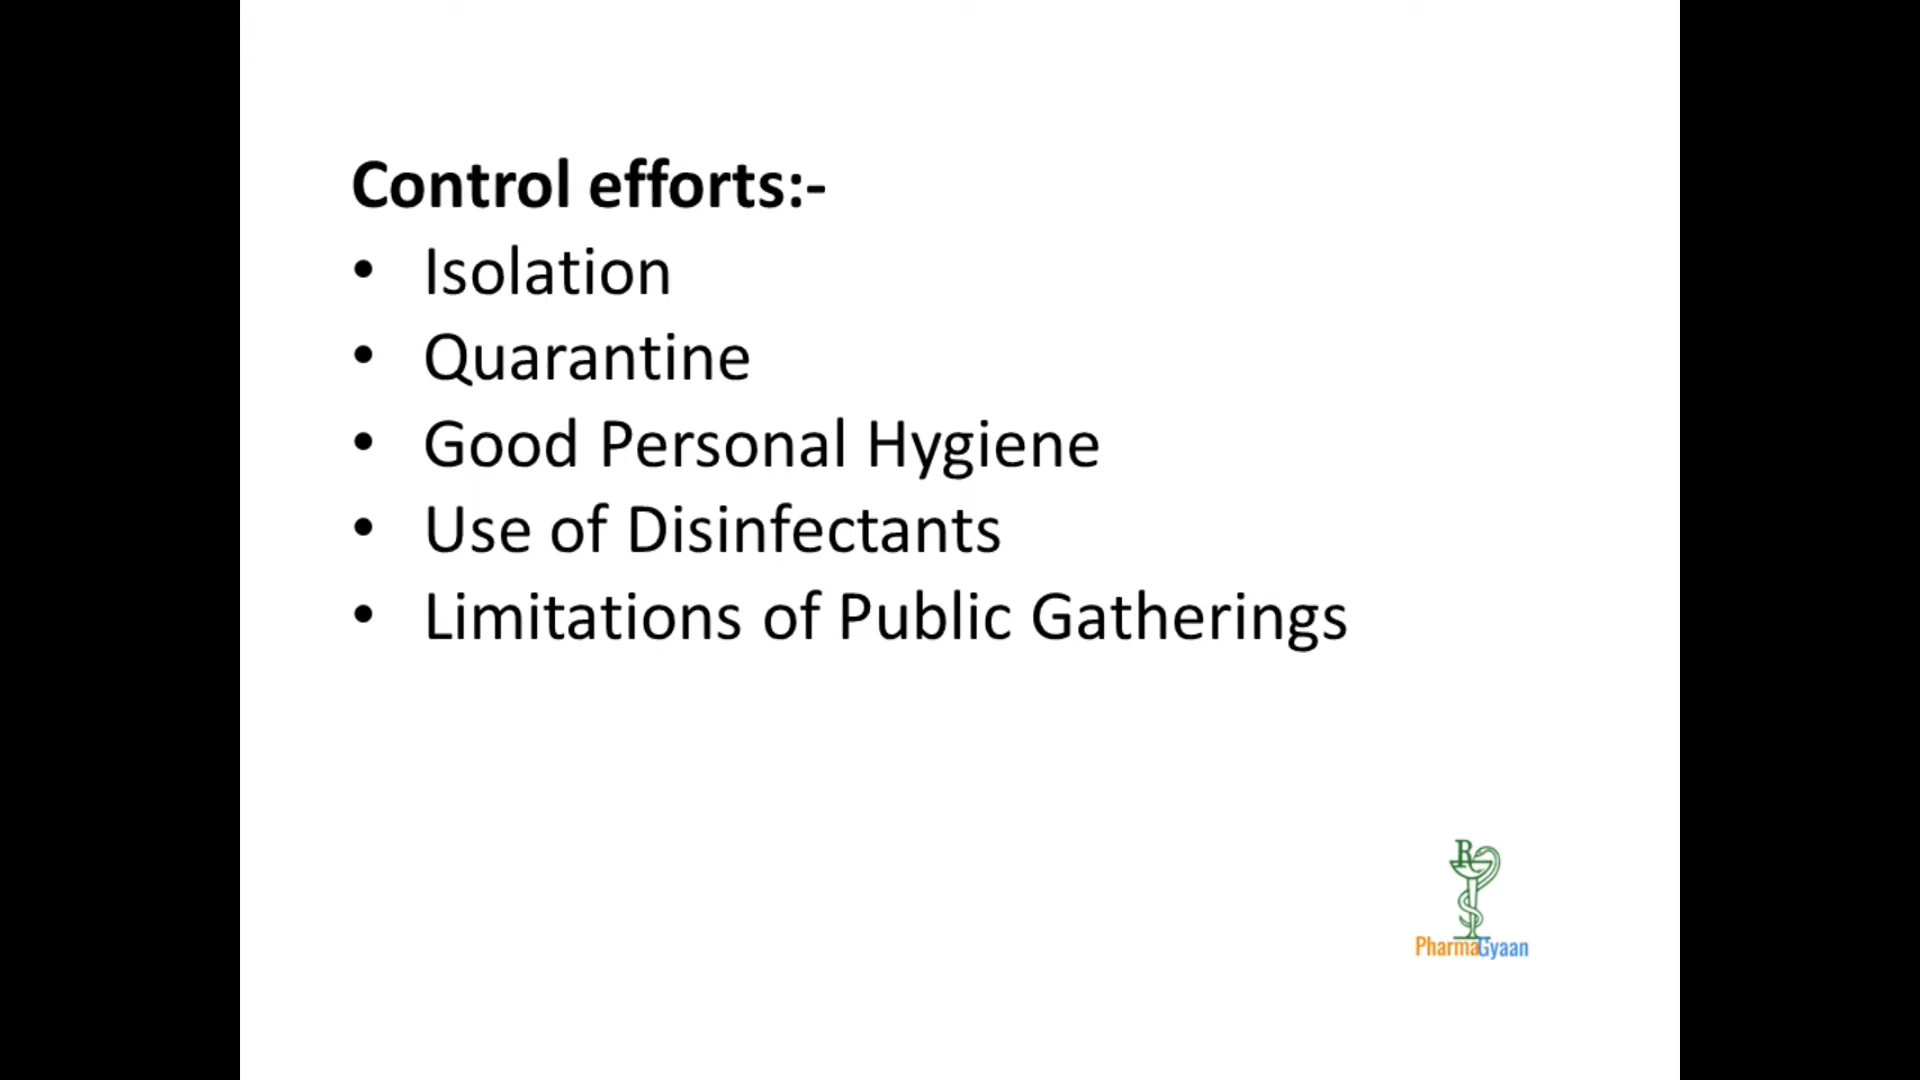 Control efforts:-
• Isolation
• Quarantine
• Good Personal Hygiene
• Use of Disinfectants
• Limitations of Public Gatherings
R
PharmaGyaan